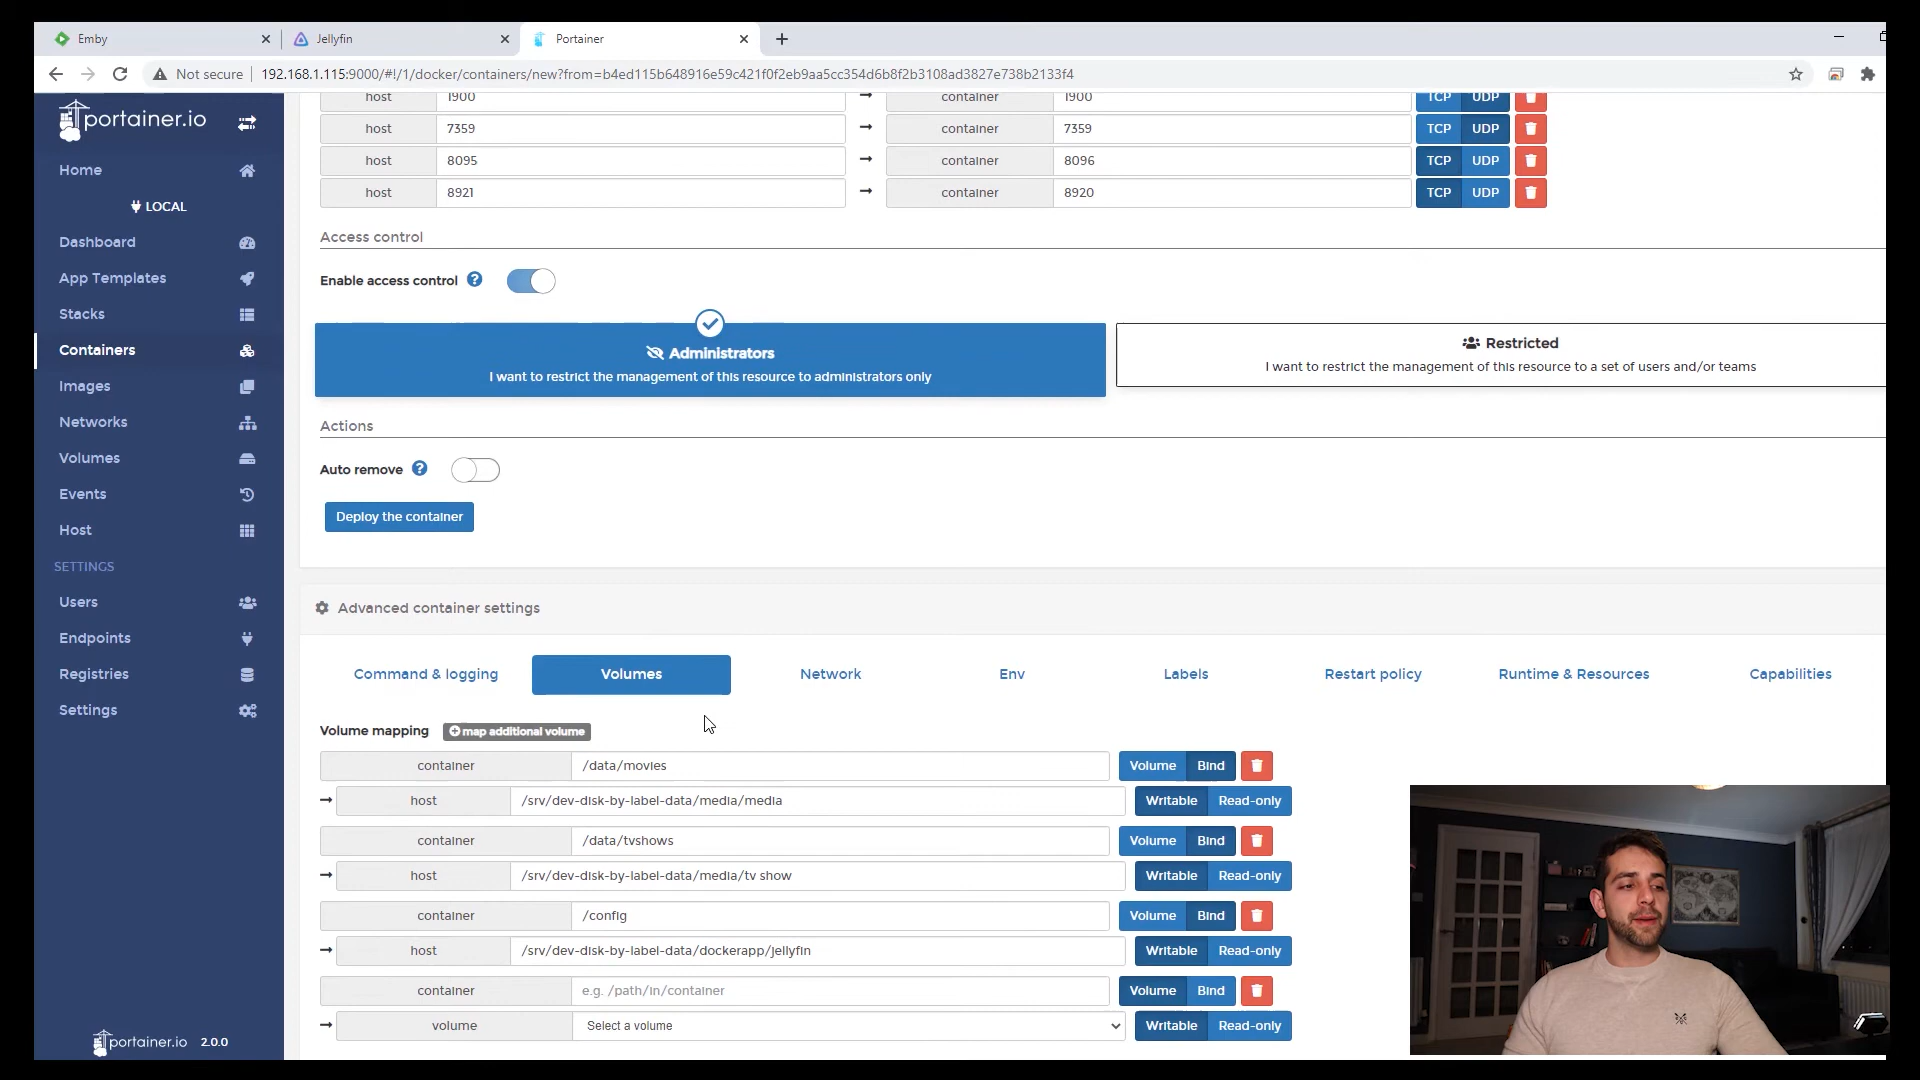 Emby
Jellyfin
Portainer
Not secure
192.168.1.115:9000/#!/1/docker/containers/new?from=b4ed115b648916e59c421f0f2eb9aa5cc354d6b8f2b3108ad3827e738b2133f4
portainer.io
Home
LOCAL
Dashboard
App Templates
Stacks
Containers
Images
Networks
Volumes
Events
Host
SETTINGS
Users
Endpoints
Registries
Settings
portainer.io 2.0.0
host 1900 container 1900 TCP UDP
host 7359 container 7359 TCP UDP
host 8095 container 8096 TCP UDP
host 8921 container 8920 TCP UDP
Access control
Enable access control
Administrators
I want to restrict the management of this resource to administrators only
Restricted
I want to restrict the management of this resource to a set of users and/or teams
Actions
Auto remove
Deploy the container
Advanced container settings
Command & logging Volumes Network Env Labels Restart policy Runtime & Resources Capabilities
Volume mapping map additional volume
container /data/movies Volume Bind
host /srv/dev-disk-by-label-data/media/media Writable Read-only
container /data/tvshows Volume Bind
host /srv/dev-disk-by-label-data/media/tv show Writable Read-only
container /config Volume Bind
host /srv/dev-disk-by-label-data/dockerapp/jellyfin Writable Read-only
container e.g. /path/in/container Volume Bind
volume Select a volume Writable Read-only